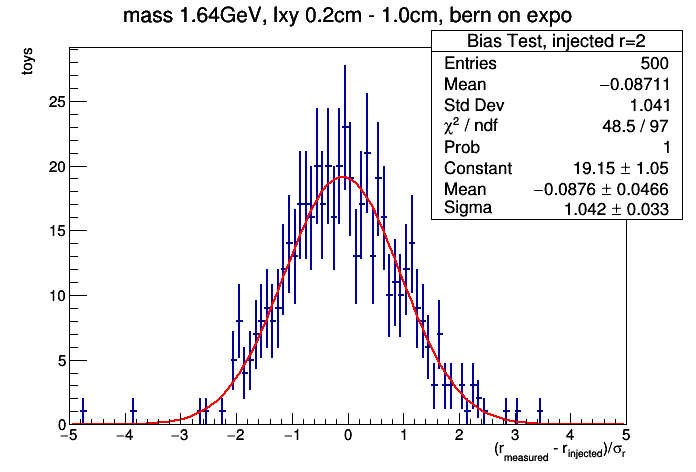 mass 1.64GeV, lxy 0.2cm - 1.0cm, bern on expo
Bias Test, injected r=2
Entries 500
Mean −0.08711
Std Dev 1.041
χ² / ndf 48.5 / 97
Prob 1
Constant 19.15 ± 1.05
Mean −0.0876 ± 0.0466
Sigma 1.042 ± 0.033
toys
25
20
15
10
5
0
−5 −4 −3 −2 −1 0 1 2 3 4 5
(r_measured - r_injected)/σ_r